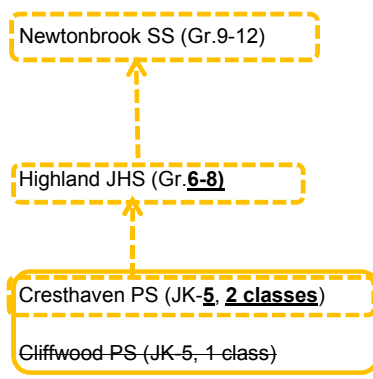 Newtonbrook SS (Gr.9-12)
Highland JHS (Gr.6-8)
Cresthaven PS (JK-5, 2 classes)
Cliffwood PS (JK-5, 1 class)